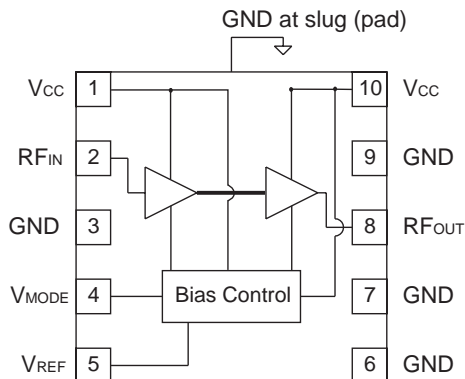 GND at slug (pad)
VCC 1 10 VCC
RFIN 2 9 GND
GND 3 8 RFOUT
VMODE 4 Bias Control 7 GND
VREF 5 6 GND